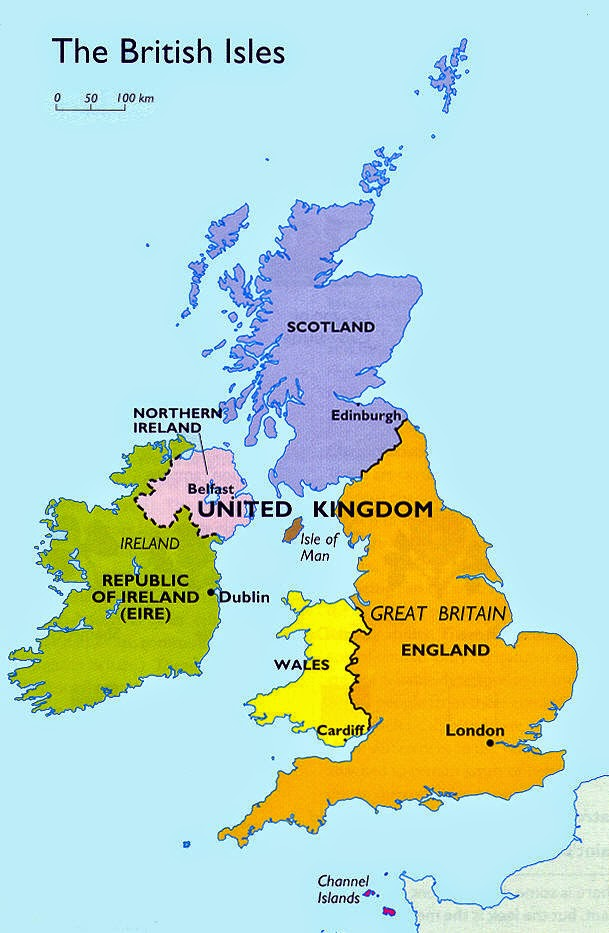 The British Isles
0 50 100 km
SCOTLAND
Edinburgh
NORTHERN
IRELAND
Belfast
UNITED KINGDOM
IRELAND
Isle of
Man
REPUBLIC
OF IRELAND
(EIRE)
Dublin
GREAT BRITAIN
ENGLAND
WALES
Cardiff
London
Channel
Islands